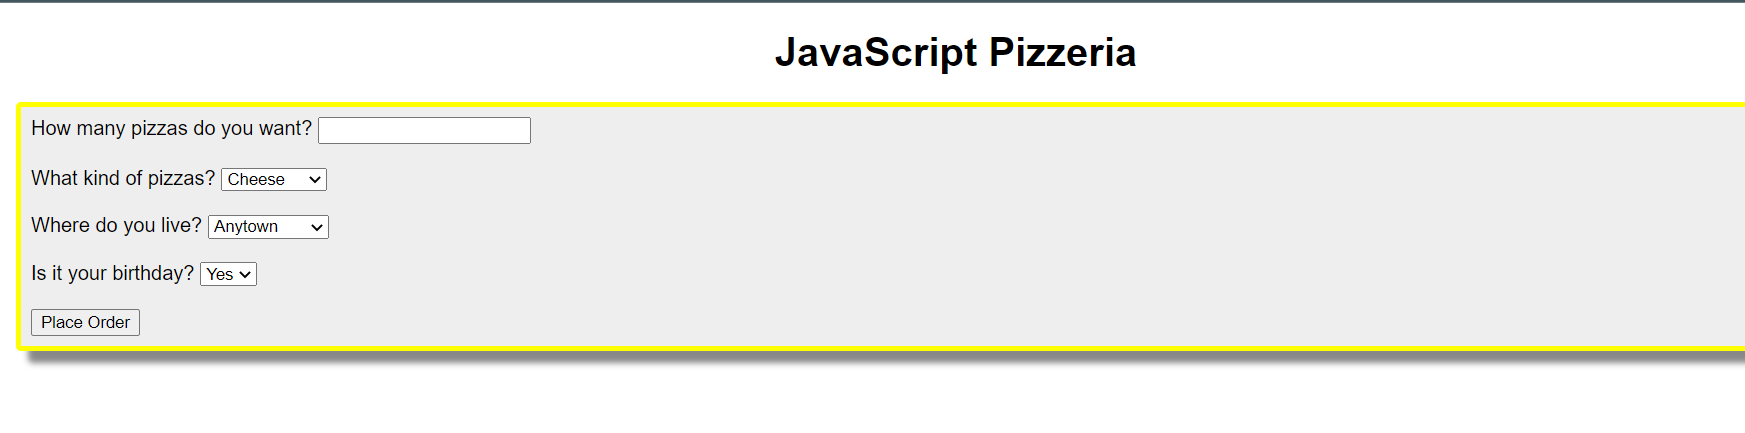 JavaScript Pizzeria
How many pizzas do you want?
What kind of pizzas? Cheese
Where do you live? Anytown
Is it your birthday? Yes
Place Order